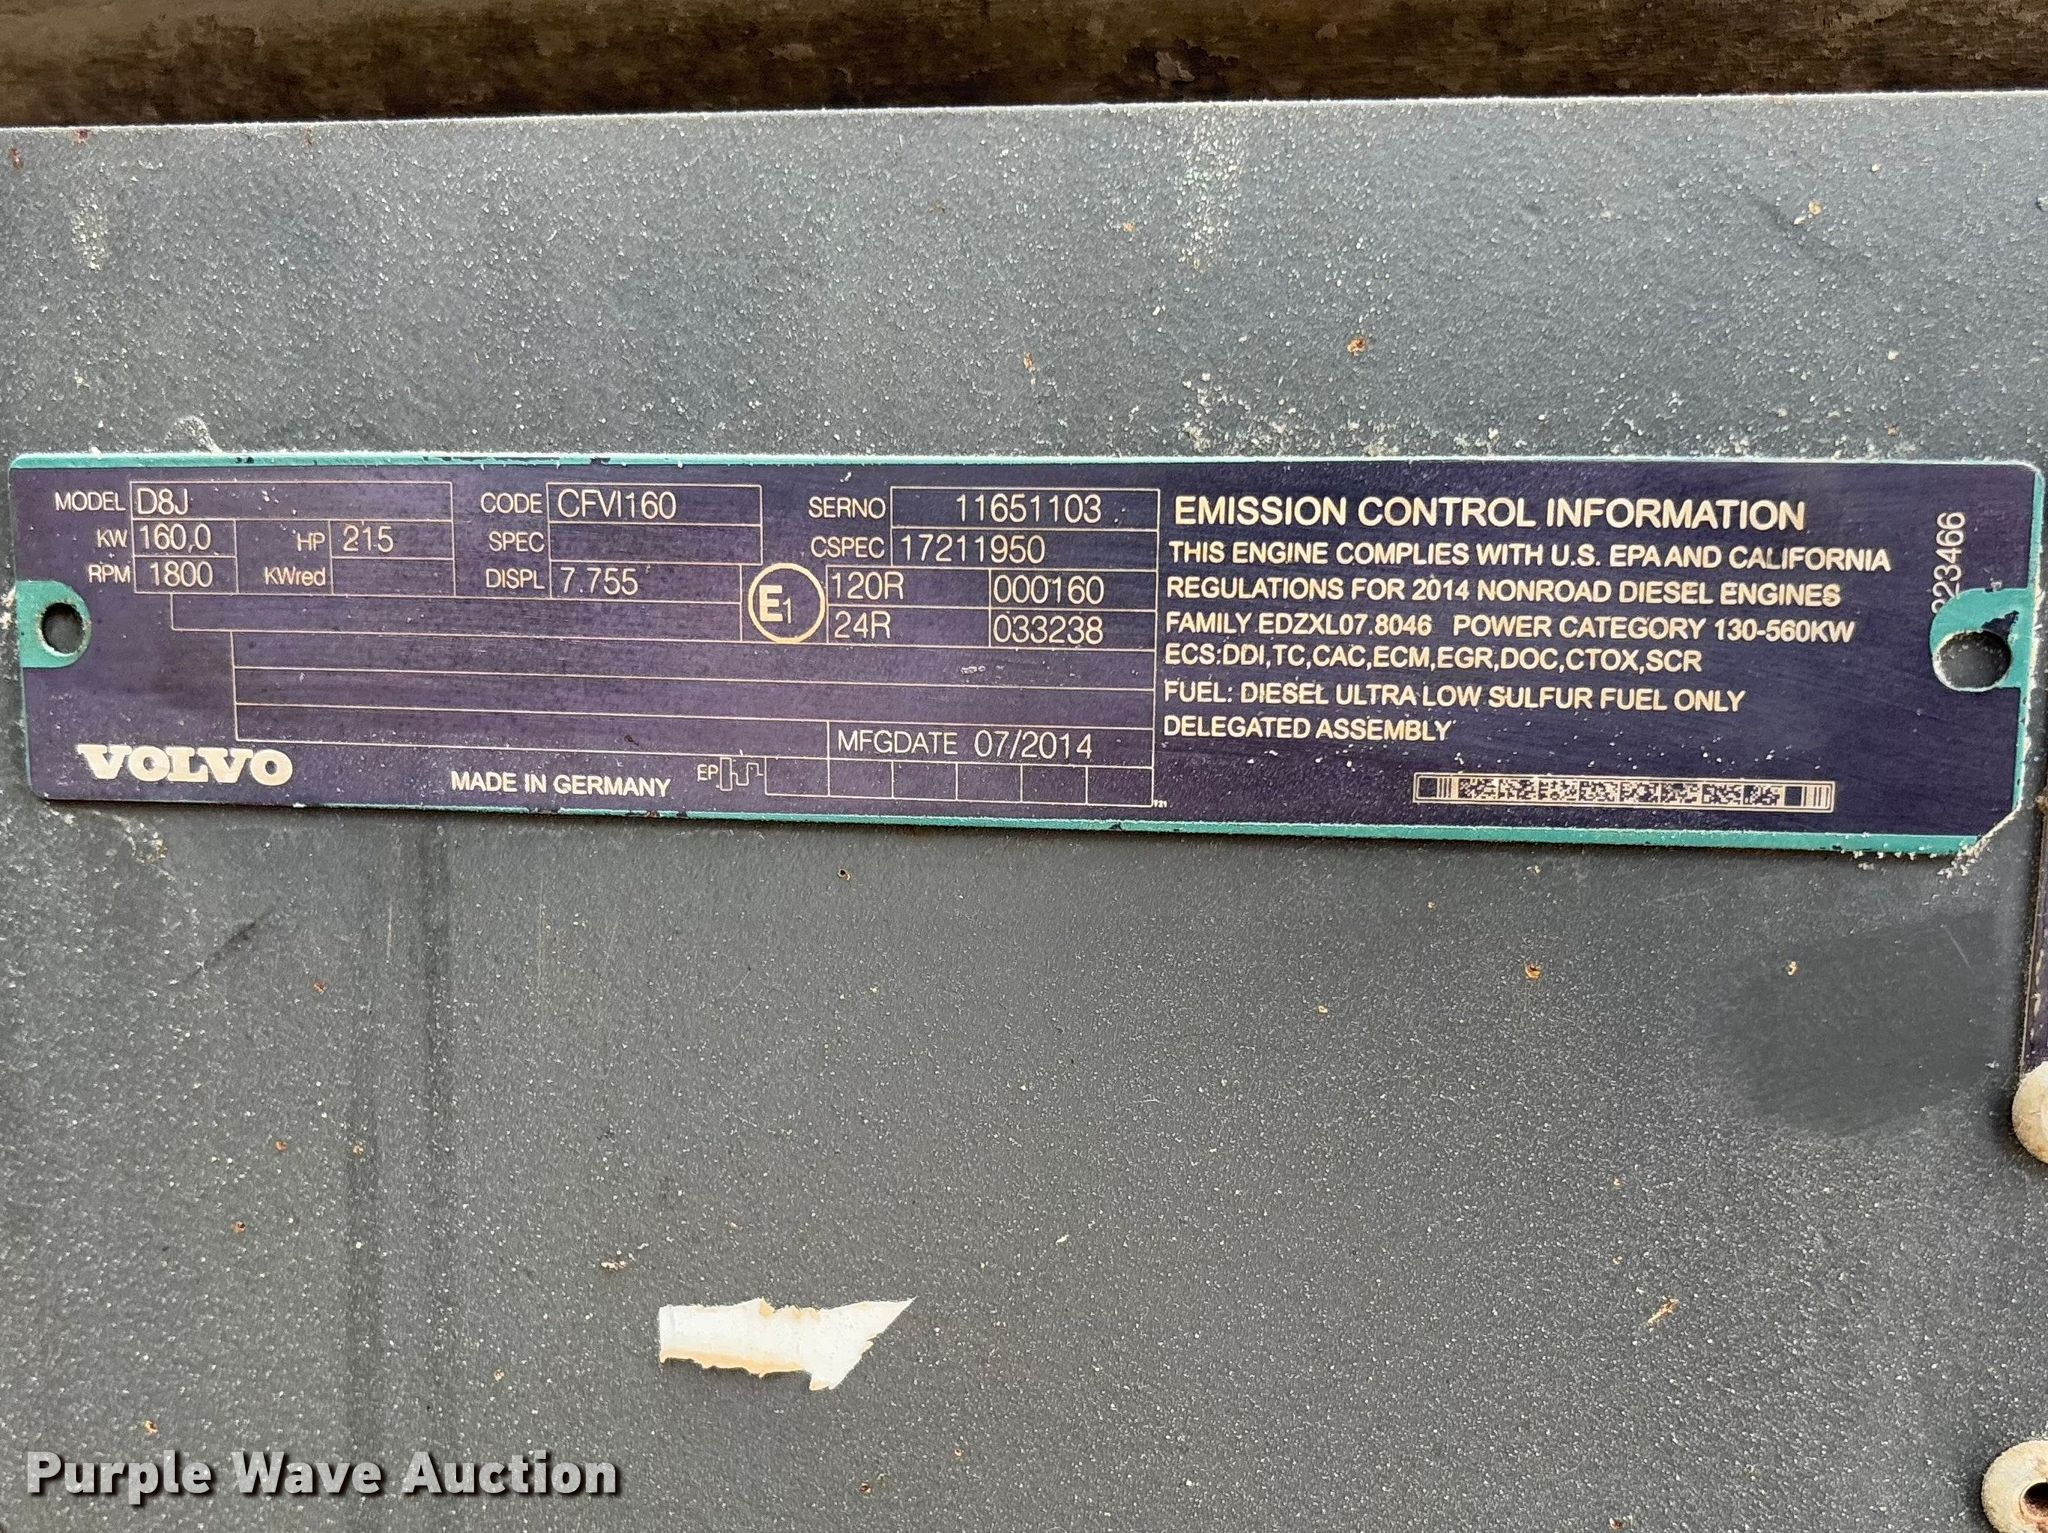 MODEL D8J CODE CFVI160 SERNO 11651103
KW 160,0 HP 215 SPEC CSPEC 17211950
RPM 1800 KWred DISPL 7.755 E1 120R 000160
24R 033238
MFGDATE 07/2014
VOLVO MADE IN GERMANY EP
T21
EMISSION CONTROL INFORMATION
THIS ENGINE COMPLIES WITH U.S. EPA AND CALIFORNIA
REGULATIONS FOR 2014 NONROAD DIESEL ENGINES
FAMILY EDZXL07.8046 POWER CATEGORY 130-560KW
ECS:DDI,TC,CAC,ECM,EGR,DOC,CTOX,SCR
FUEL: DIESEL ULTRA LOW SULFUR FUEL ONLY
DELEGATED ASSEMBLY
Purple Wave Auction